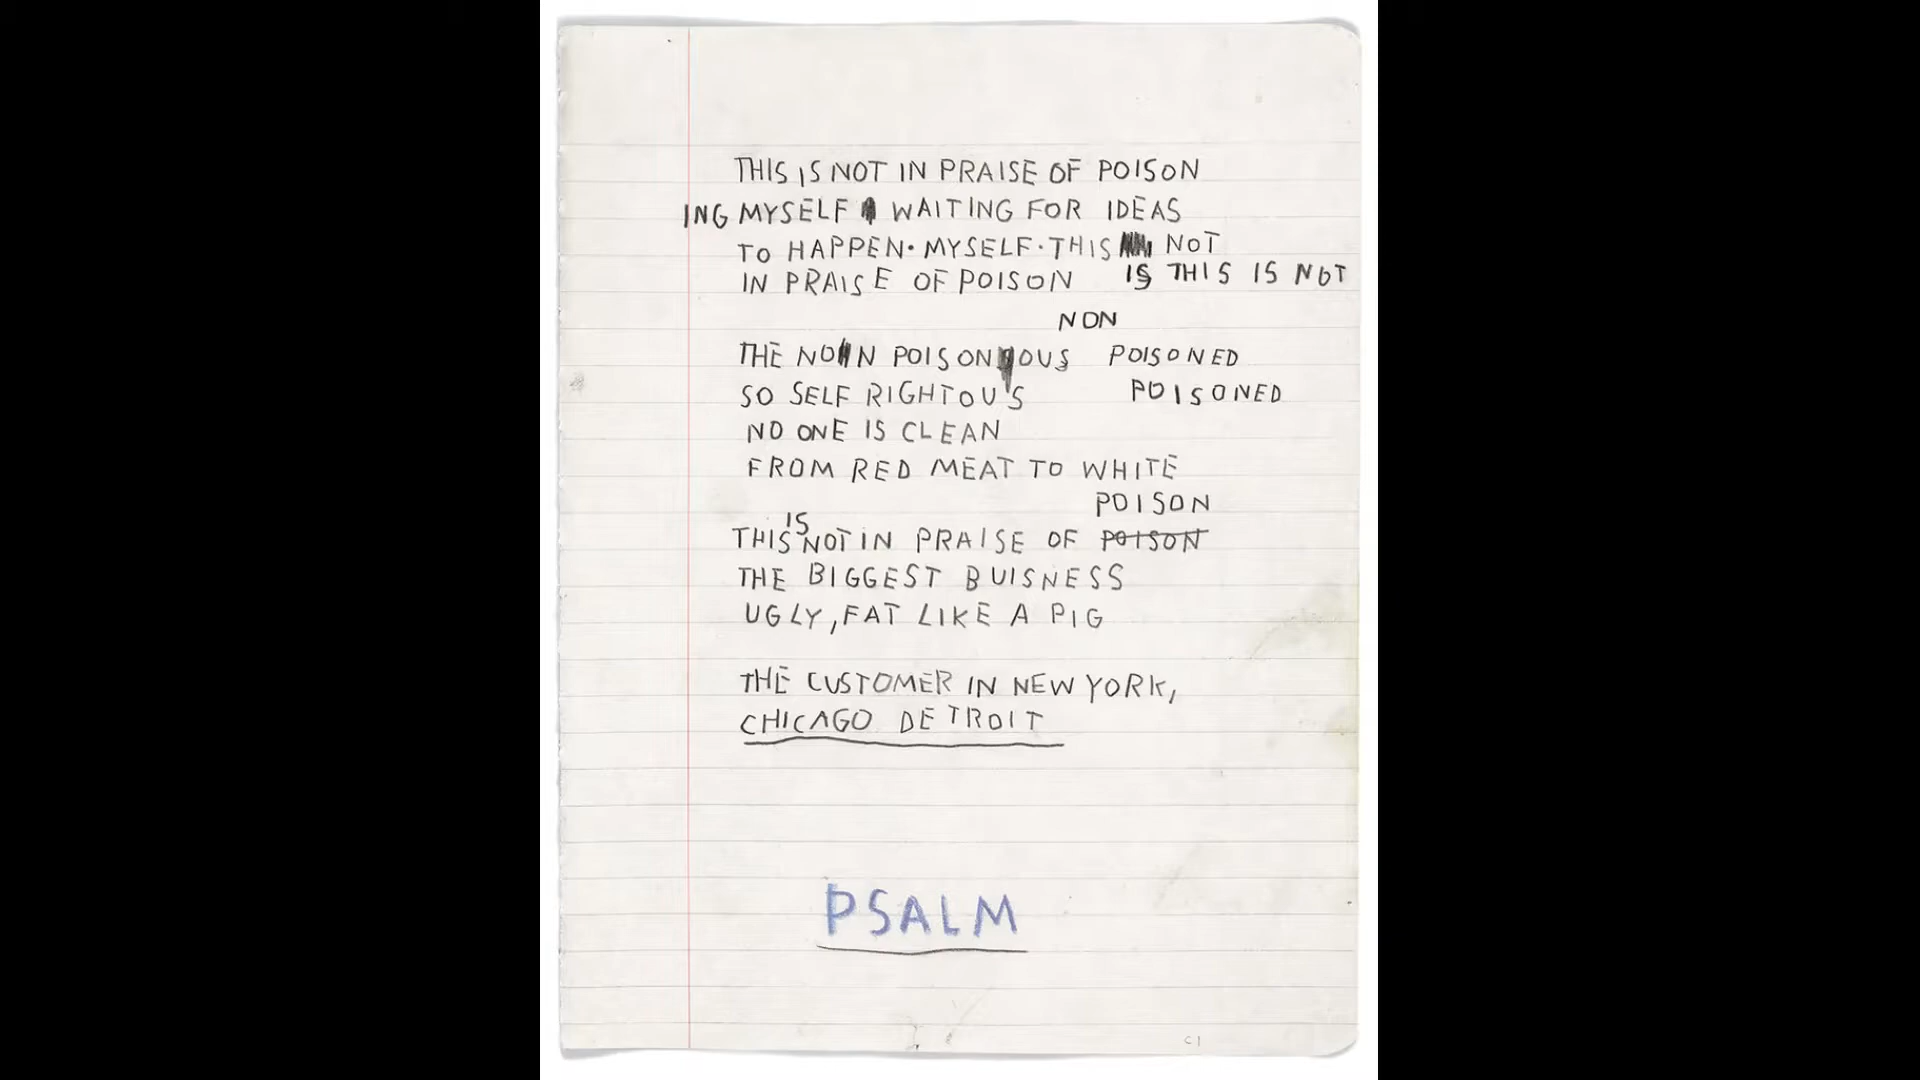 THIS IS NOT IN PRAISE OF POISON
ING MYSELF WAITING FOR IDEAS
TO HAPPEN · MYSELF · THIS NOT
IN PRAISE OF POISON IS THIS IS NOT
NON
THE NON POISONOUS POISONED
SO SELF RIGHTOUS POISONED
NO ONE IS CLEAN
FROM RED MEAT TO WHITE
POISON
IS
THIS NOT IN PRAISE OF POISON
THE BIGGEST BUISNESS
UGLY, FAT LIKE A PIG
THE CUSTOMER IN NEW YORK,
CHICAGO DETROIT
PSALM
C1